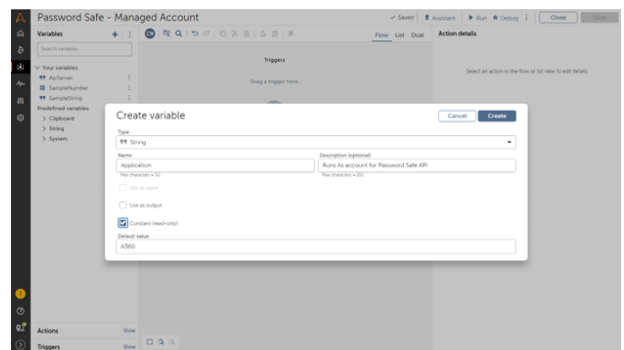 Password Safe - Managed Account
Saved
Assistant
Run
Debug
Close
Save
Variables
Flow
List
Dual
Action details
Search variables
Your variables
ApiServer
SampleNumber
SampleString
Predefined variables
Clipboard
String
System
Triggers
Drag a trigger here...
Select an action in the flow or list view to edit details.
Create variable
Cancel
Create
Type
String
Name
Description (optional)
Application
Runs As account for Password Safe API
Max characters = 50
Max characters = 255
Use as input
Use as output
Constant (read-only)
Default value
A360
Actions
Show
Triggers
Show